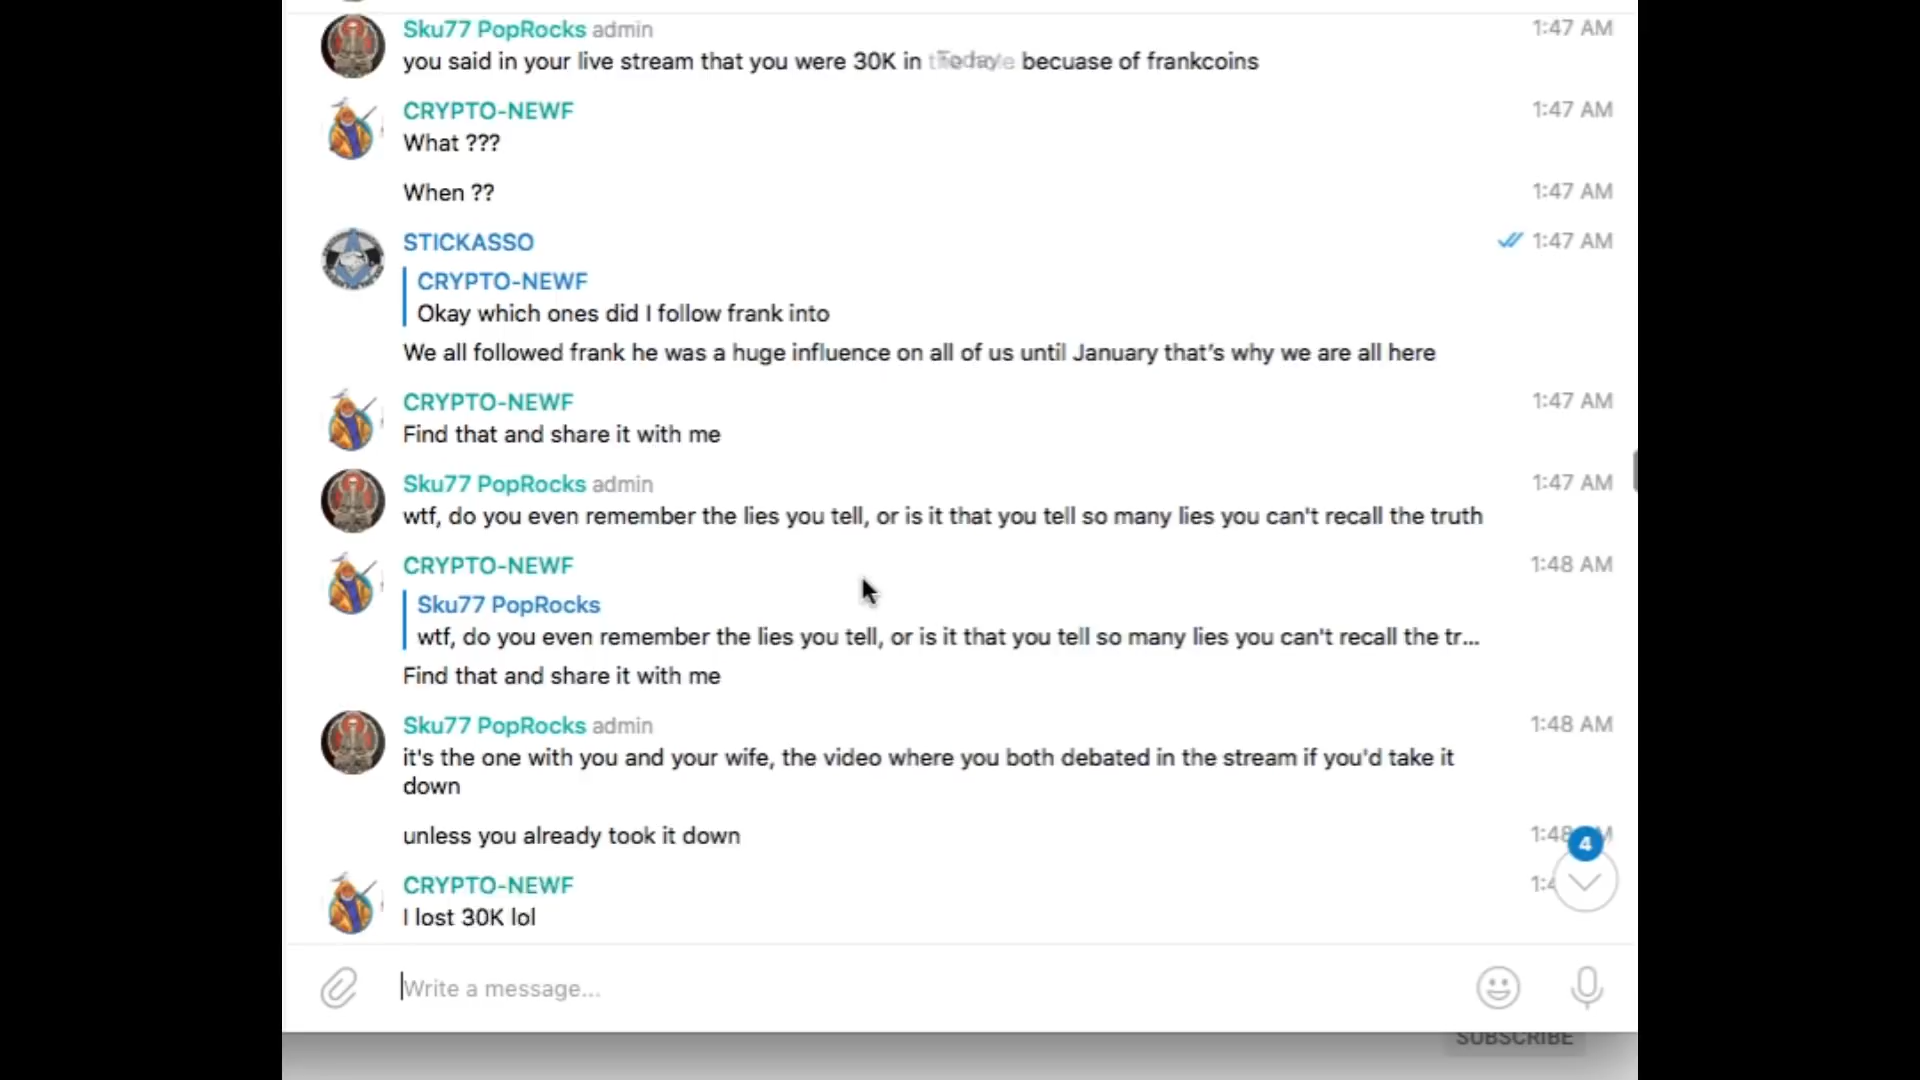 Sku77 PopRocks admin 1:47 AM
you said in your live stream that you were 30K in Today becuase of frankcoins
CRYPTO-NEWF 1:47 AM
What ???
When ?? 1:47 AM
STICKASSO 1:47 AM
CRYPTO-NEWF
Okay which ones did I follow frank into
We all followed frank he was a huge influence on all of us until January that's why we are all here
CRYPTO-NEWF 1:47 AM
Find that and share it with me
Sku77 PopRocks admin 1:47 AM
wtf, do you even remember the lies you tell, or is it that you tell so many lies you can't recall the truth
CRYPTO-NEWF 1:48 AM
Sku77 PopRocks
wtf, do you even remember the lies you tell, or is it that you tell so many lies you can't recall the tr...
Find that and share it with me
Sku77 PopRocks admin 1:48 AM
it's the one with you and your wife, the video where you both debated in the stream if you'd take it
down
unless you already took it down
4
CRYPTO-NEWF
I lost 30K lol
Write a message...
SUBSCRIBE